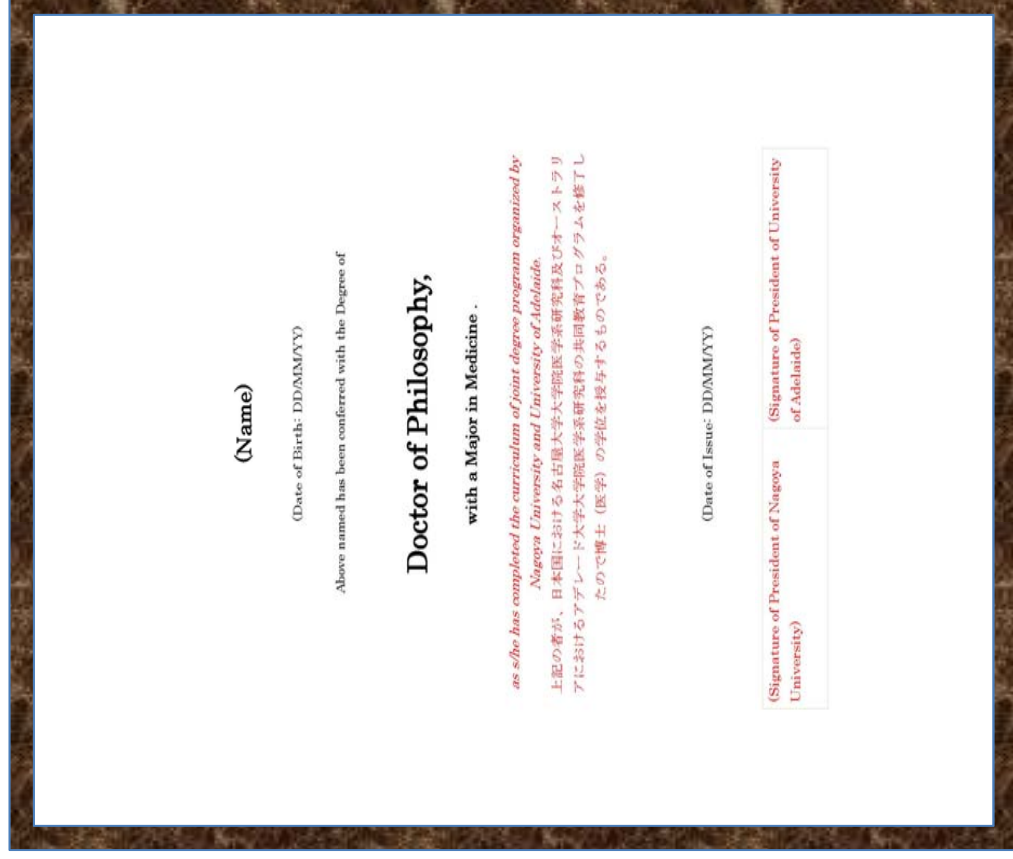 (Name)
(Date of Birth: DD/MM/YY)
Above named has been conferred with the Degree of
Doctor of Philosophy,
with a Major in Medicine .
as s/he has completed the curriculum of joint degree program organized by
Nagoya University and University of Adelaide.
上記の者が、日本国における名古屋大学大学院医学系研究科及びオーストラリ
アにおけるアデレード大学大学院医学系研究科の共同教育プログラムを修了し
たので博士（医学）の学位を授与するものである。
(Date of Issue: DD/MM/YY)
(Signature of President of Nagoya
University)
(Signature of President of University
of Adelaide)